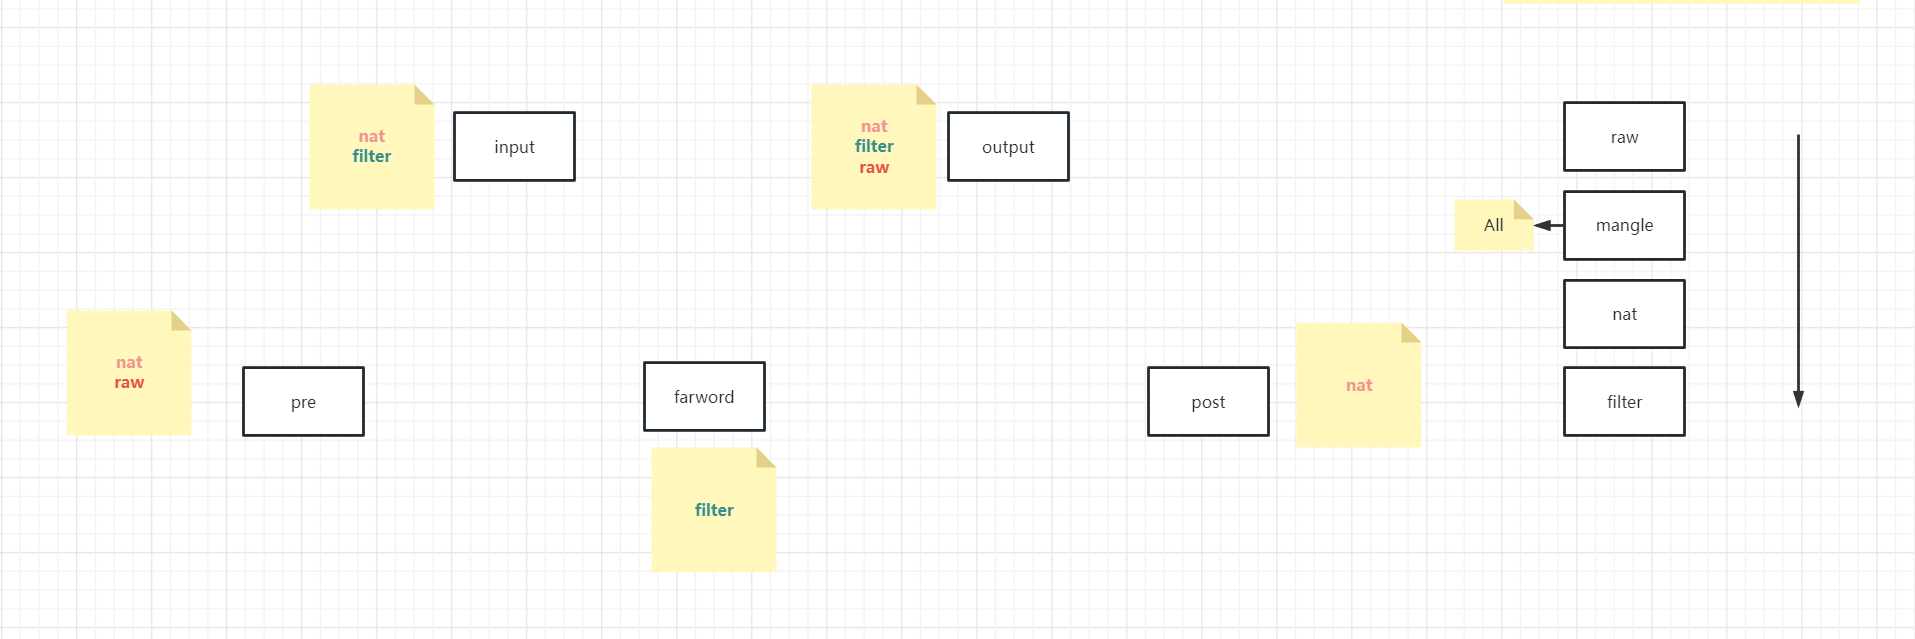 nat
filter
input
nat
filter
raw
output
raw
All
mangle
nat
nat
raw
pre
farword
post
nat
filter
filter